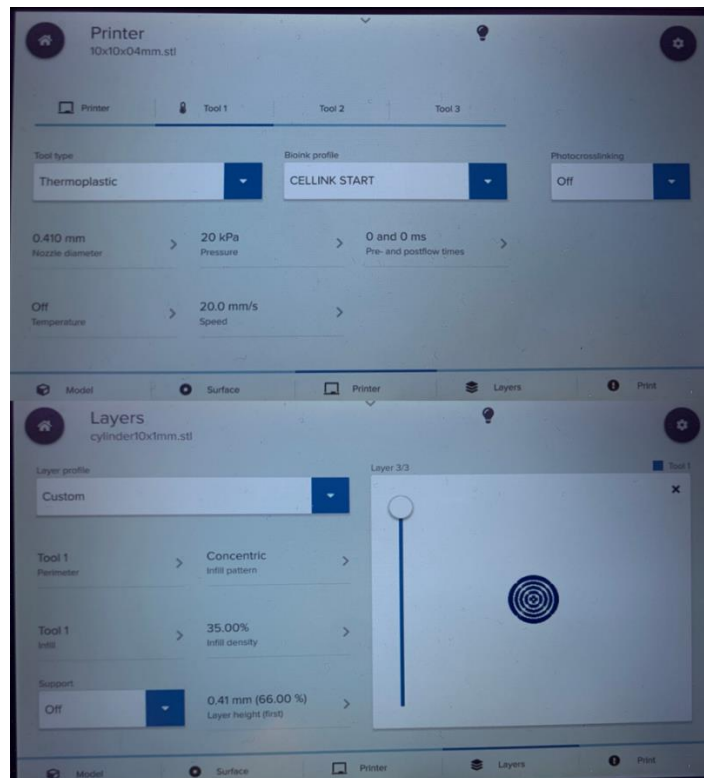 Printer
10x10x04mm.stl
Printer Tool 1 Tool 2 Tool 3
Tool type Bioink profile Photocrosslinking
Thermoplastic CELLINK START Off
0.410 mm 20 kPa 0 and 0 ms
Nozzle diameter Pressure Pre- and postflow times
Off 20.0 mm/s
Temperature Speed
Model Surface Printer Layers Print
Layers
cylinder10x1mm.stl
Layer profile Layer 3/3 Tool 1
Custom
Tool 1 Concentric
Perimeter Infill pattern
Tool 1 35.00%
Infill Infill density
Support
Off 0.41 mm (66.00 %)
Layer height (first)
Model Surface Printer Layers Print